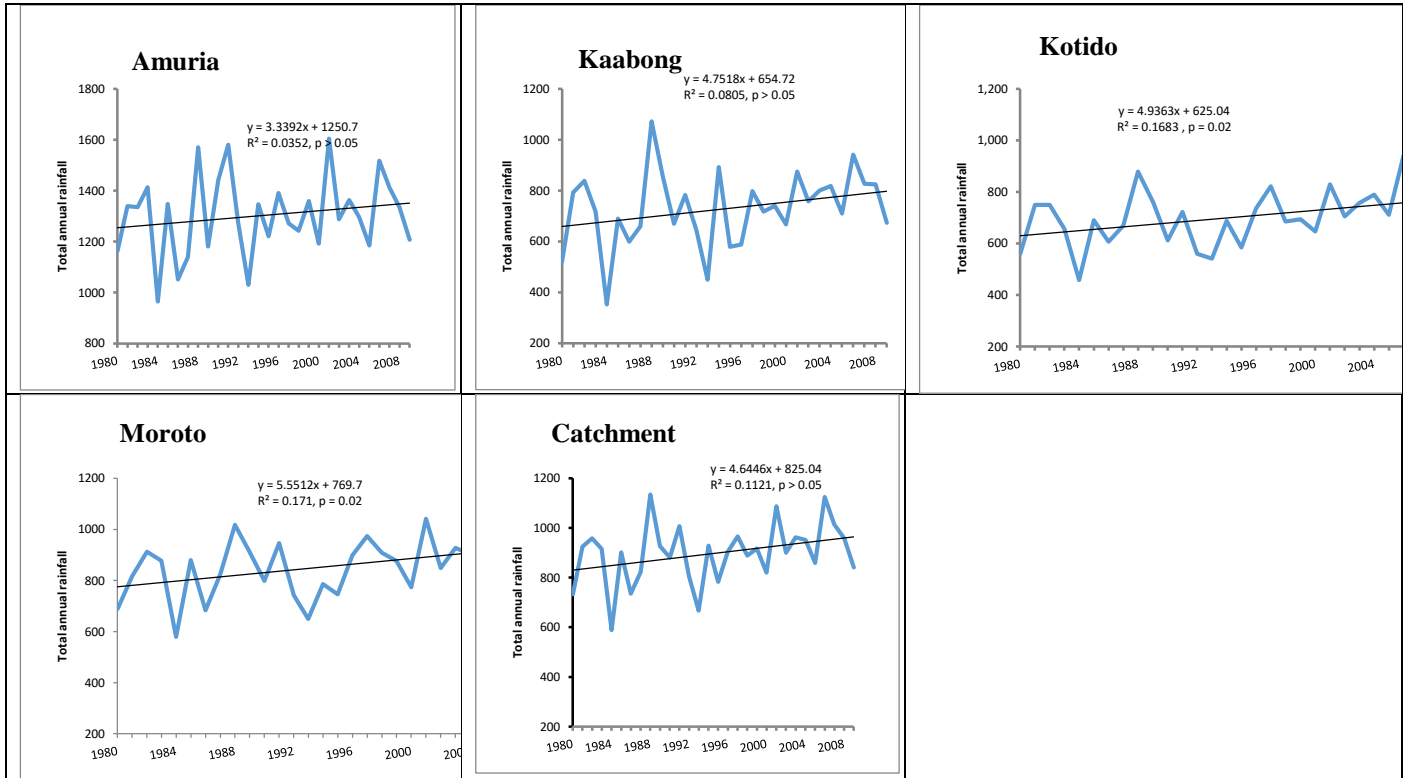 Amuria
y = 3.3392x + 1250.7
R² = 0.0352, p > 0.05
Total annual rainfall
1800
1600
1400
1200
1000
800
1980 1984 1988 1992 1996 2000 2004 2008
Kaabong
y = 4.7518x + 654.72
R² = 0.0805, p > 0.05
Total annual rainfall
1200
1000
800
600
400
200
1980 1984 1988 1992 1996 2000 2004 2008
Kotido
y = 4.9363x + 625.04
R² = 0.1683 , p = 0.02
Total annual rainfall
1,200
1,000
800
600
400
200
1980 1984 1988 1992 1996 2000 2004
Moroto
y = 5.5512x + 769.7
R² = 0.171, p = 0.02
Total annual rainfall
1200
1000
800
600
400
200
1980 1984 1988 1992 1996 2000
Catchment
y = 4.6446x + 825.04
R² = 0.1121, p > 0.05
Total annual rainfall
1200
1000
800
600
400
200
1980 1984 1988 1992 1996 2000 2004 2008